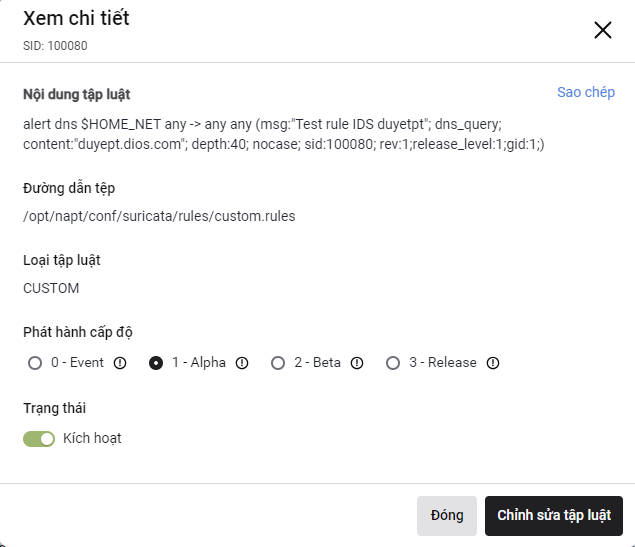 Xem chi tiết
SID: 100080
Nội dung tập luật
Sao chép
alert dns $HOME_NET any -> any any (msg:"Test rule IDS duyetpt"; dns_query;
content:"duyept.dios.com"; depth:40; nocase; sid:100080; rev:1;release_level:1;gid:1;)
Đường dẫn tệp
/opt/napt/conf/suricata/rules/custom.rules
Loại tập luật
CUSTOM
Phát hành cấp độ
0 - Event 1 - Alpha 2 - Beta 3 - Release
Trạng thái
Kích hoạt
Đóng Chỉnh sửa tập luật